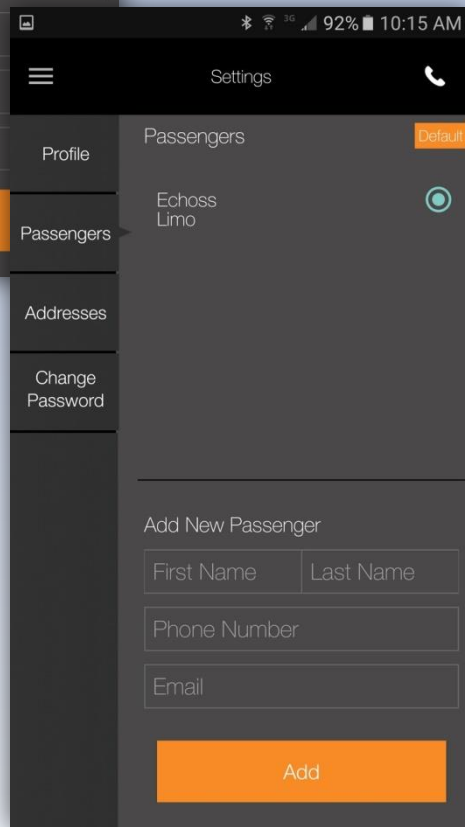 3G 92% 10:15 AM
Settings
Profile
Passengers
Addresses
Change
Password
Passengers Default
Echoss
Limo
Add New Passenger
First Name Last Name
Phone Number
Email
Add